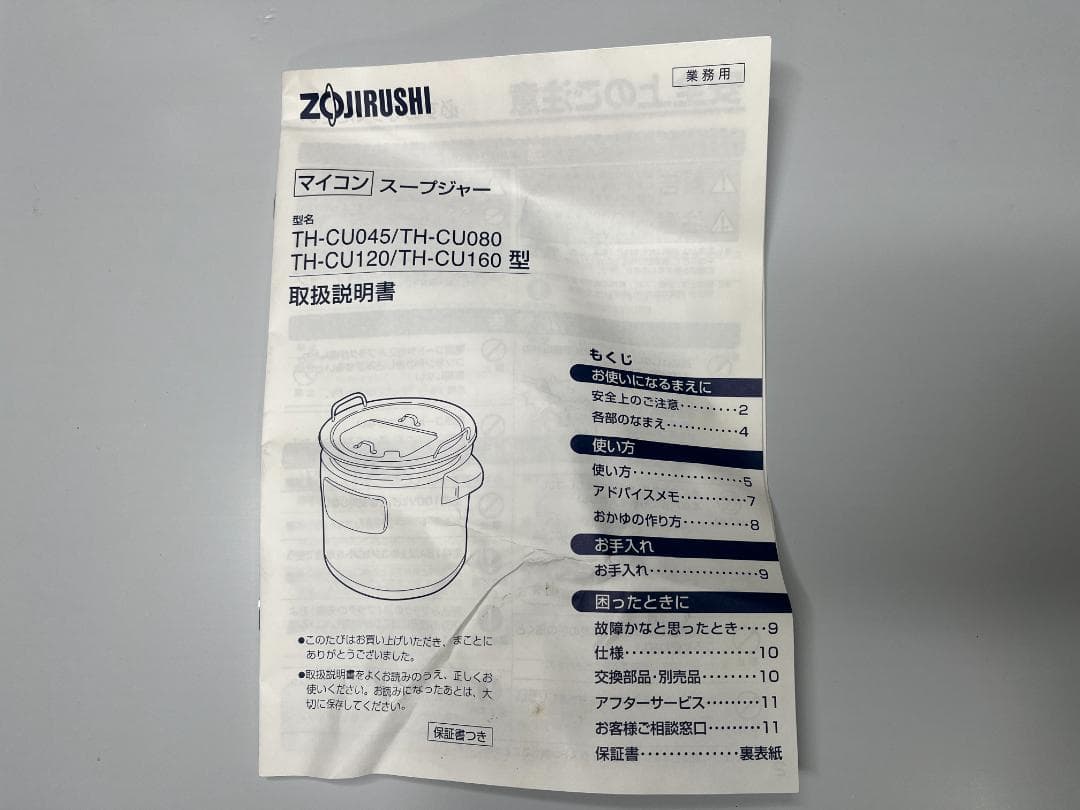 業務用
ZOJIRUSHI
マイコン スープジャー
型名
TH-CU045/TH-CU080
TH-CU120/TH-CU160 型
取扱説明書
もくじ
お使いになるまえに
安全上のご注意………2
各部のなまえ…………4
使い方
使い方………………5
アドバイスメモ………7
おかゆの作り方………8
お手入れ
お手入れ………………9
困ったときに
故障かなと思ったとき‥‥9
仕様…………………10
交換部品・別売品………10
アフターサービス………11
お客様ご相談窓口………11
保証書……………裏表紙
●このたびはお買い上げいただき、まことに
ありがとうございました。
●取扱説明書をよくお読みのうえ、正しくお
使いください。お読みになったあとは、大
切に保存してください。
保証書つき